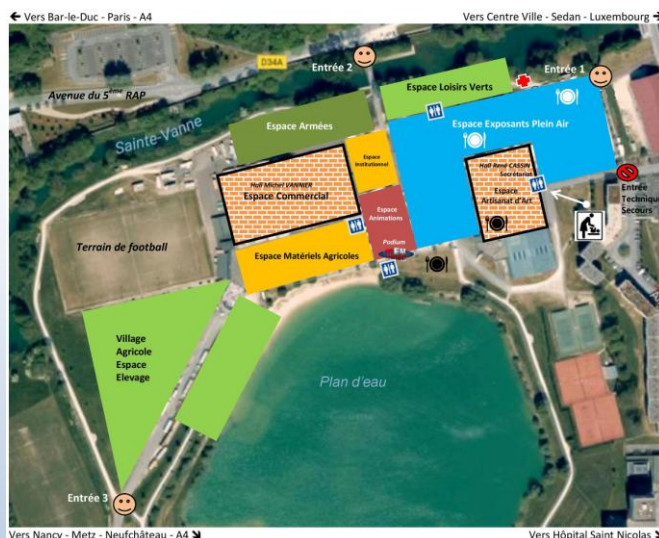 ← Vers Bar-le-Duc - Paris - A4
Vers Centre Ville - Sedan - Luxembourg →
D34A
Entrée 2
Entrée 1
Espace Loisirs Verts
Avenue du 5ème RAP
Sainte-Vanne
Espace Armées
Espace Exposants Plein Air
Espace
Institutionnel
Hall Michel VANNIER
Espace Commercial
Hall René CASSIN
Secrétariat
Espace
Artisanat d'Art
Entrée
Technique
Secours
Espace
Animations
Podium
Terrain de football
Espace Matériels Agricoles
Village
Agricole
Espace
Elevage
Plan d'eau
Entrée 3
Vers Nancy - Metz - Neufchâteau - A4 ↘
Vers Hôpital Saint Nicolas ↘